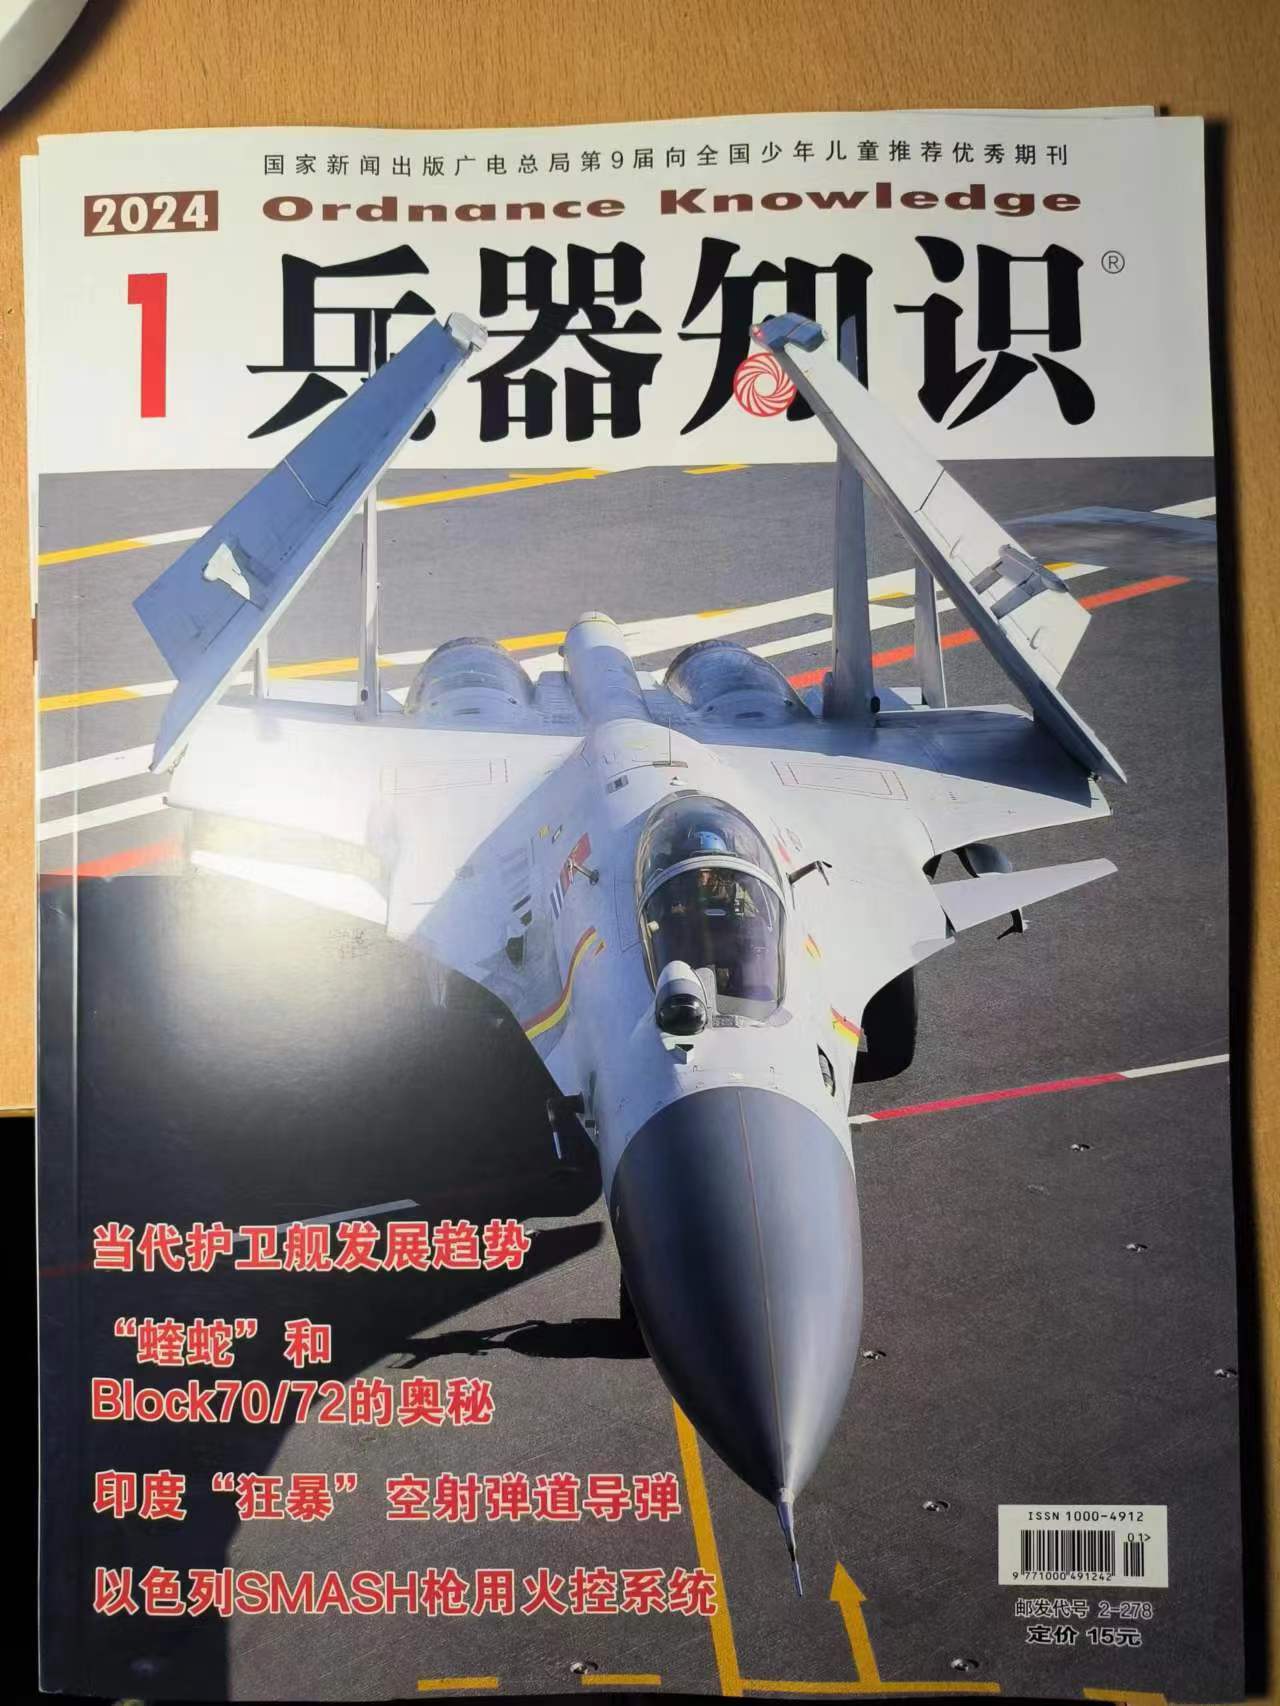 国家新闻出版广电总局第9届向全国少年儿童推荐优秀期刊
2024
Ordnance Knowledge
1
兵器知识®
当代护卫舰发展趋势
“蝰蛇”和
Block70/72的奥秘
印度“狂暴”空射弹道导弹
以色列SMASH枪用火控系统
ISSN 1000-4912
01>
9 771000 491242
邮发代号 2-278
定价 15元